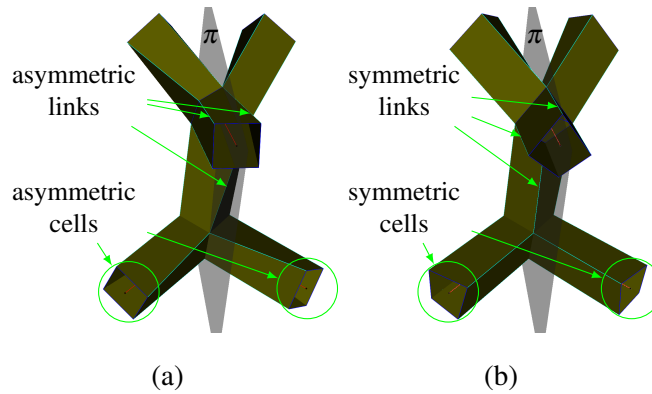 π
asymmetric
links
asymmetric
cells
(a)
π
symmetric
links
symmetric
cells
(b)